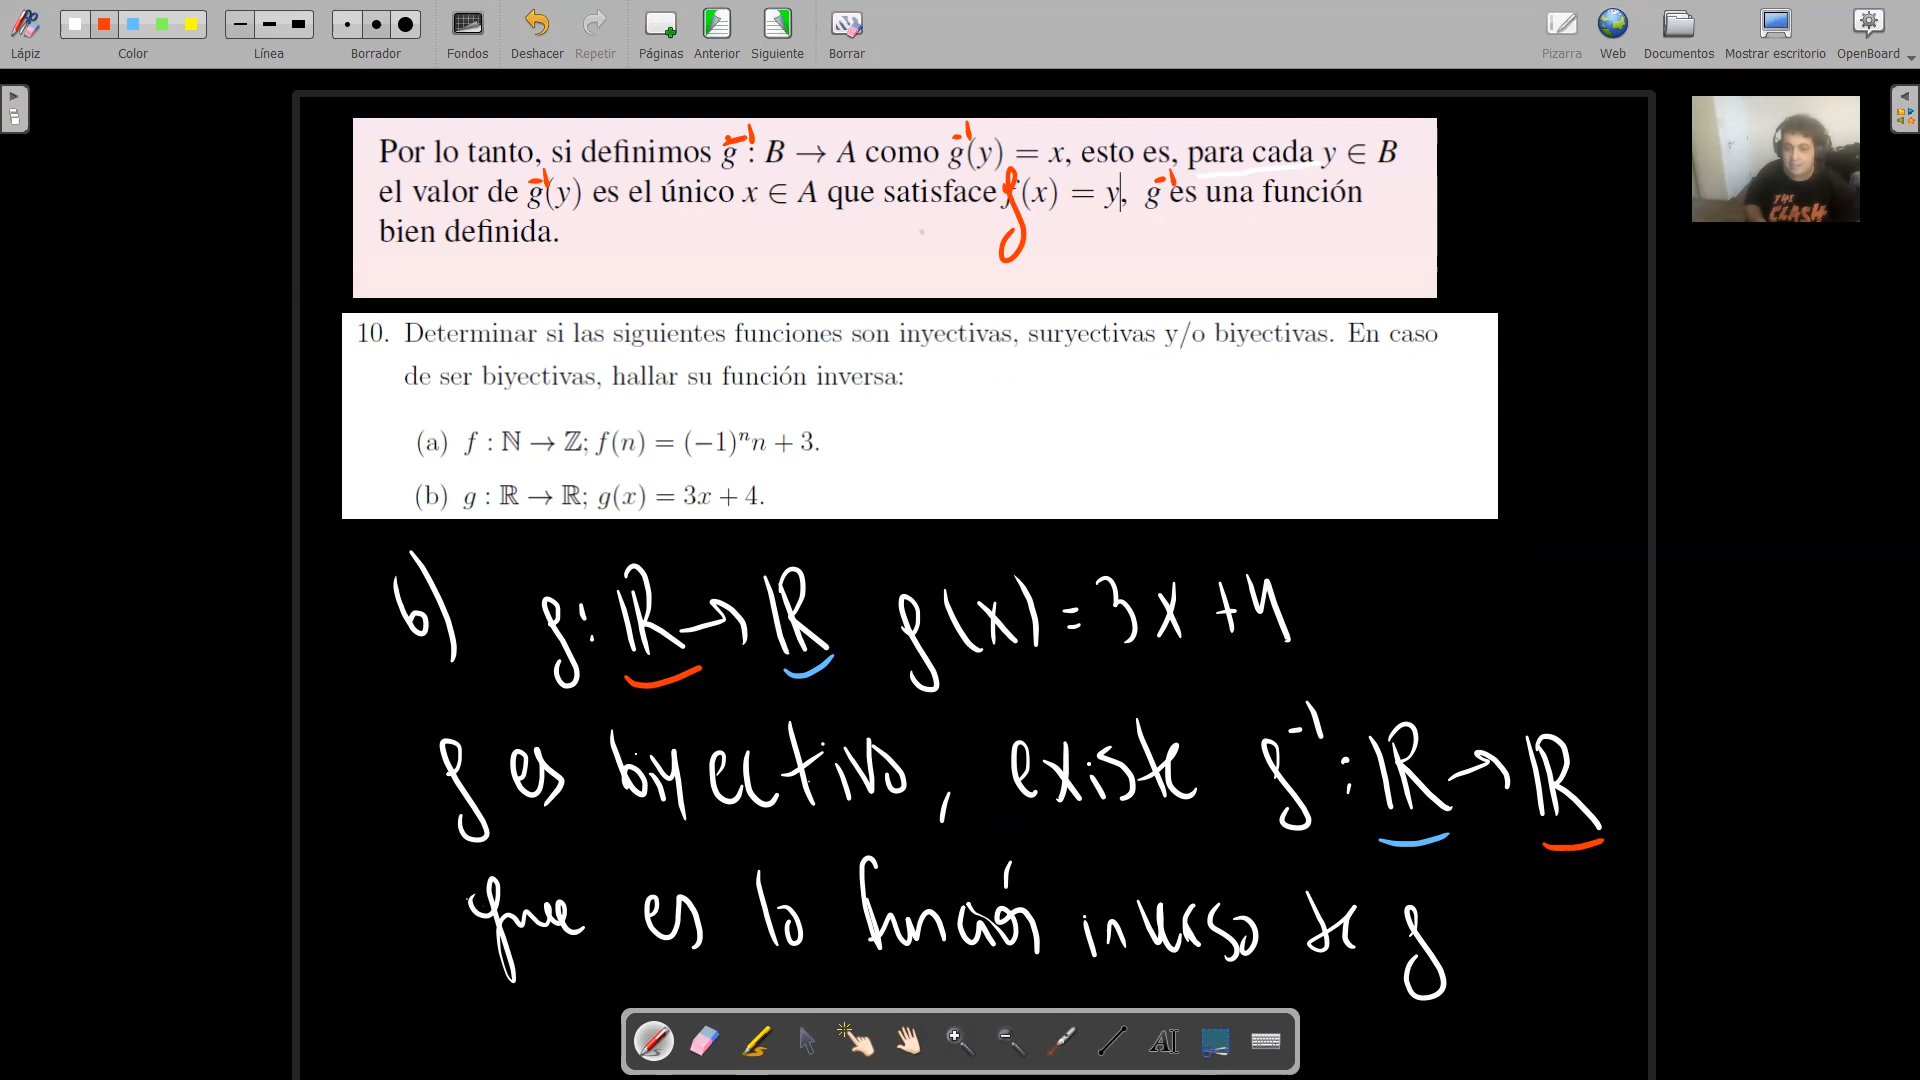 Lápiz Color Línea Borrador Fondos Deshacer Repetir Páginas Anterior Siguiente Borrar Pizarra Web Documentos Mostrar escritorio OpenBoard
Por lo tanto, si definimos g⁻¹ : B → A como g⁻¹(y) = x, esto es, para cada y ∈ B
el valor de g⁻¹(y) es el único x ∈ A que satisface g(x) = y, g⁻¹ es una función
bien definida.
THE CLASH
10. Determinar si las siguientes funciones son inyectivas, suryectivas y/o biyectivas. En caso
de ser biyectivas, hallar su función inversa:
(a) f : ℕ → ℤ; f(n) = (−1)ⁿn + 3.
(b) g : ℝ → ℝ; g(x) = 3x + 4.
b) g: ℝ → ℝ g(x) = 3x + 4
g es biyectiva, existe g⁻¹: ℝ → ℝ
que es la función inversa de g
AI